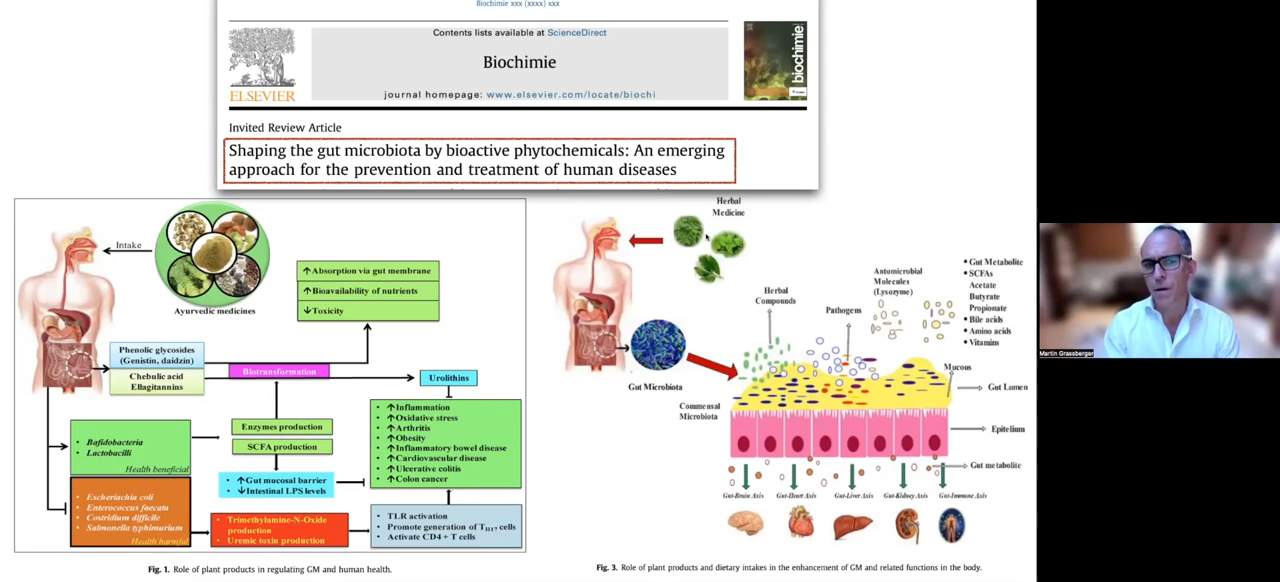 Biochimie xxx (xxxx) xxx
Contents lists available at ScienceDirect
Biochimie
journal homepage: www.elsevier.com/locate/biochi
ELSEVIER
biochimie
Invited Review Article
Shaping the gut microbiota by bioactive phytochemicals: An emerging
approach for the prevention and treatment of human diseases
Intake
Ayurvedic medicines
↑Absorption via gut membrane
↑Bioavailability of nutrients
↓Toxicity
Phenolic glycosides
(Genistin, daidzin)
Chebulic acid
Ellagitannins
Biotransformation
Urolithins
Enzymes production
SCFA production
↑Gut mucosal barrier
↓Intestinal LPS levels
• ↑Inflammation
• ↑Oxidative stress
• ↑Arthritis
• ↑Obesity
• ↑Inflammatory bowel disease
• ↑Cardiovascular disease
• ↑Ulcerative colitis
• ↑Colon cancer
• Bafidobacteria
• Lactobacilli
Health beneficial
• Escheriachia coli
• Enterococcus faecata
• Costridium difficile
• Salmonella typhimurium
Health harmful
• Trimethylamine-N-Oxide
production
• Uremic toxin production
• TLR activation
• Promote generation of TH17 cells
• Activate CD4 + T cells
Fig. 1. Role of plant products in regulating GM and human health.
Herbal
Medicine
Herbal
Compounds
Pathogens
Antimicrobial
Molecules
(Lysozyme)
• Gut Metabolite
• SCFAs
Acetate
Butyrate
Propionate
• Bile acids
• Amino acids
• Vitamins
Gut Microbiota
Commensal
Microbiota
Mucous
Gut Lumen
Epitelium
Gut metabolite
Gut-Brain Axis
Gut-Heart Axis
Gut-Liver Axis
Gut-Kidney Axis
Gut-Immune Axis
Fig. 3. Role of plant products and dietary intakes in the enhancement of GM and related functions in the body.
Martin Grassberger